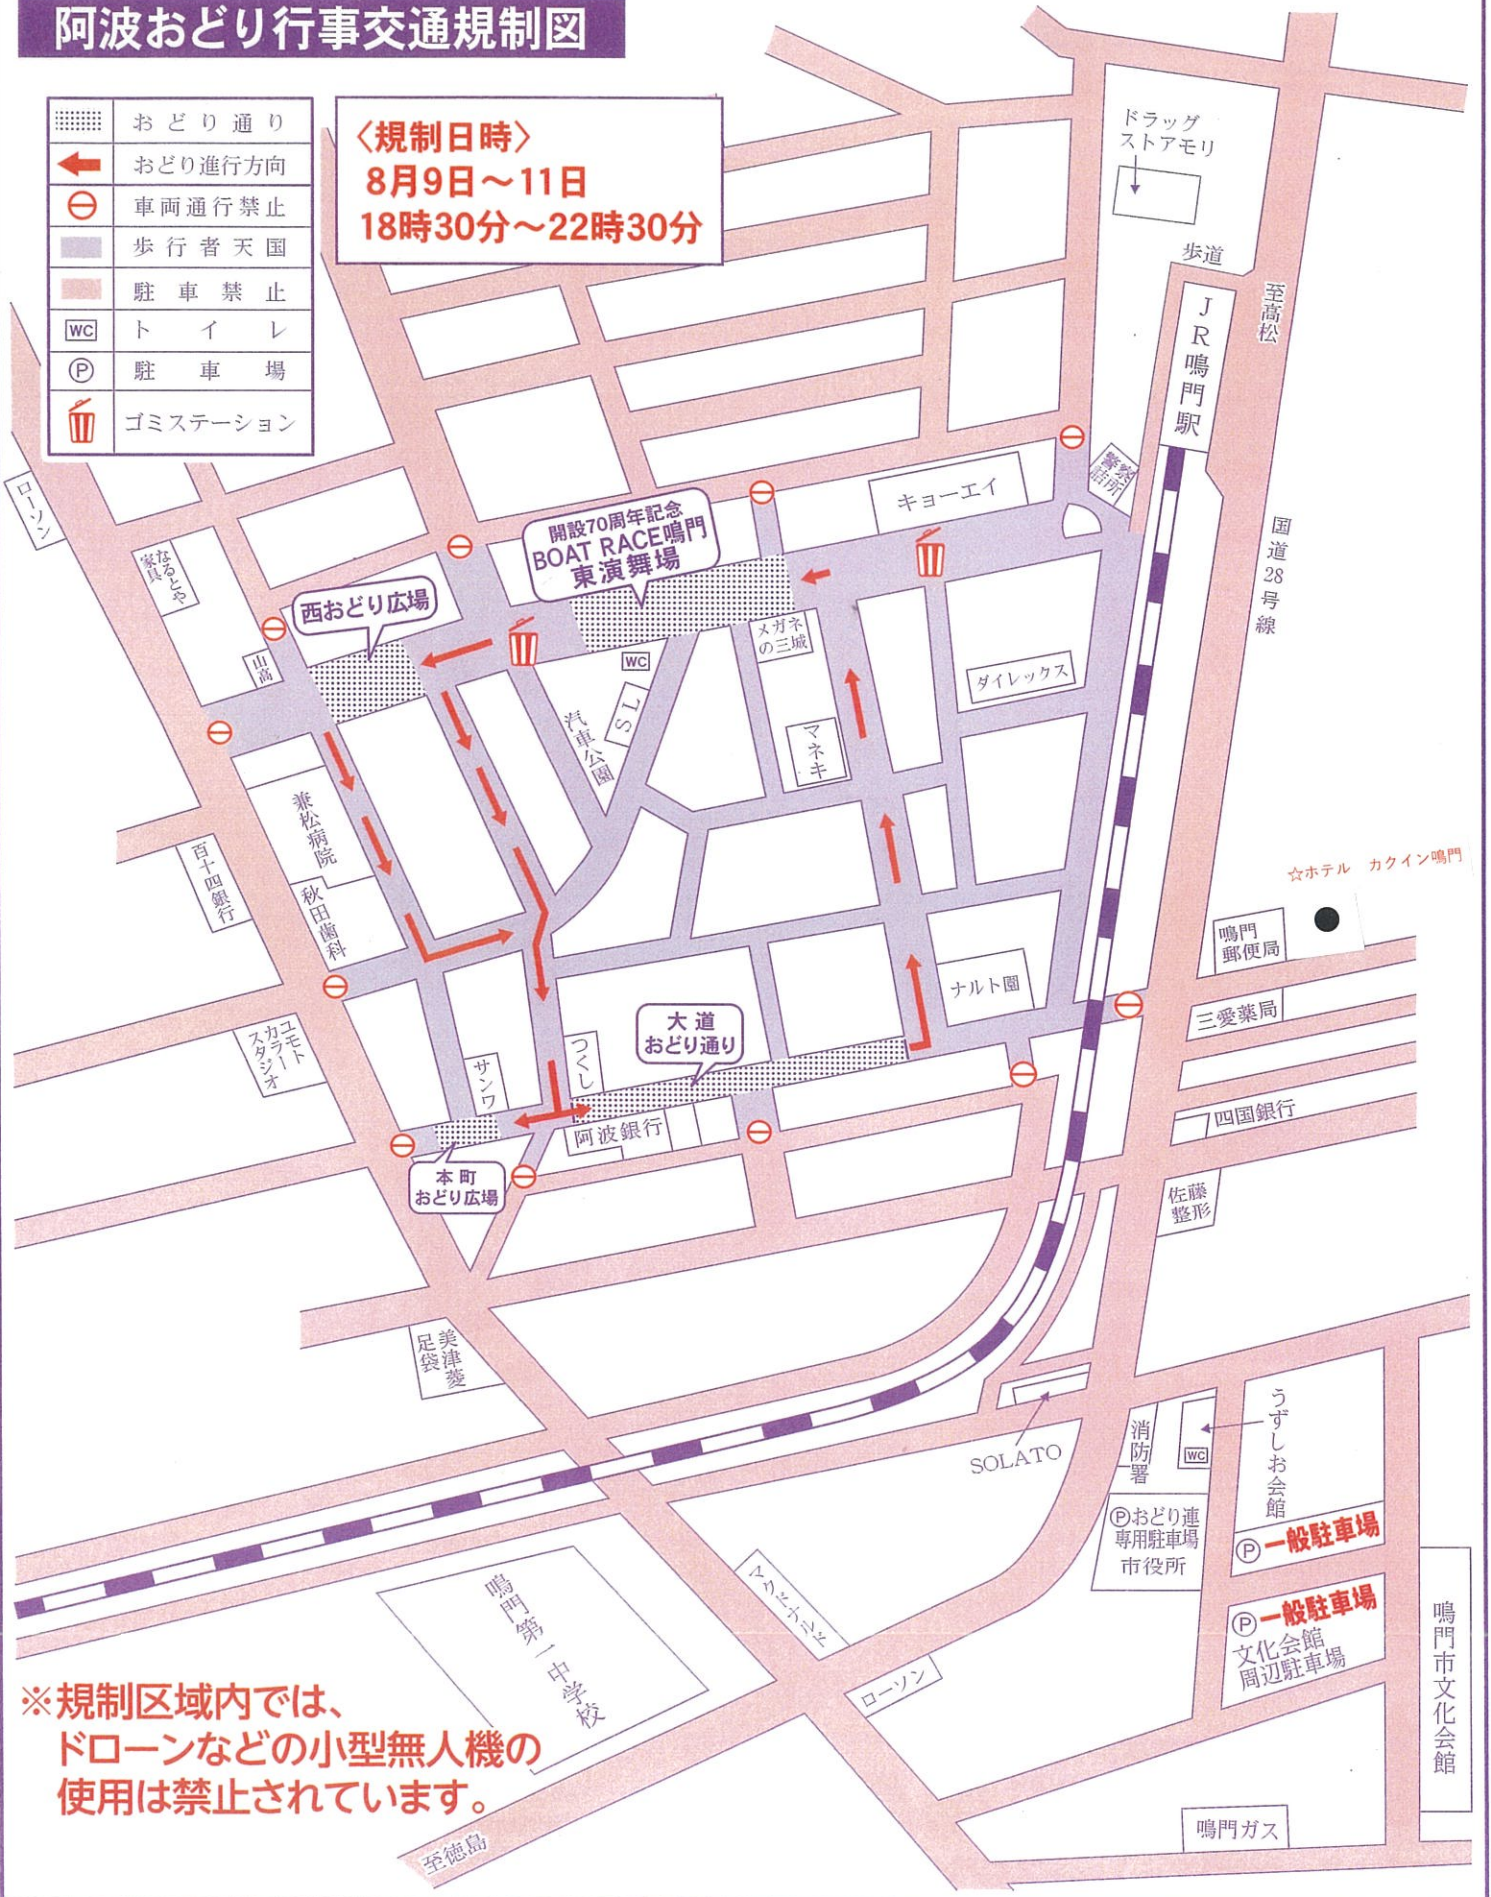 阿波おどり行事交通規制図
おどり通り
おどり進行方向
車両通行禁止
歩行者天国
駐車禁止
WC トイレ
P 駐車場
ゴミステーション
〈規制日時〉
8月9日～11日
18時30分～22時30分
ドラッグ
ストアモリ
歩道
至高松
JR鳴門駅
警察
詰所
国道28号線
キョーエイ
開設70周年記念
BOAT RACE鳴門
東演舞場
西おどり広場
ローソン
なるとや
家具
山高
WC
SL
汽車公園
メガネ
の三城
マネキ
ダイレックス
兼松病院
百十四銀行
秋田歯科
☆ホテル カクイン鳴門
鳴門
郵便局
三愛薬局
ナルト園
大道
おどり通り
つくし
サンワ
ユモト
カラー
スタジオ
阿波銀行
本町
おどり広場
四国銀行
佐藤
整形
美津菱
足袋
SOLATO
消防署
WC
うずしお会館
Pおどり連
専用駐車場
市役所
P一般駐車場
P一般駐車場
文化会館
周辺駐車場
鳴門市文化会館
マクドナルド
ローソン
鳴門第一中学校
鳴門ガス
至徳島
※規制区域内では、
ドローンなどの小型無人機の
使用は禁止されています。